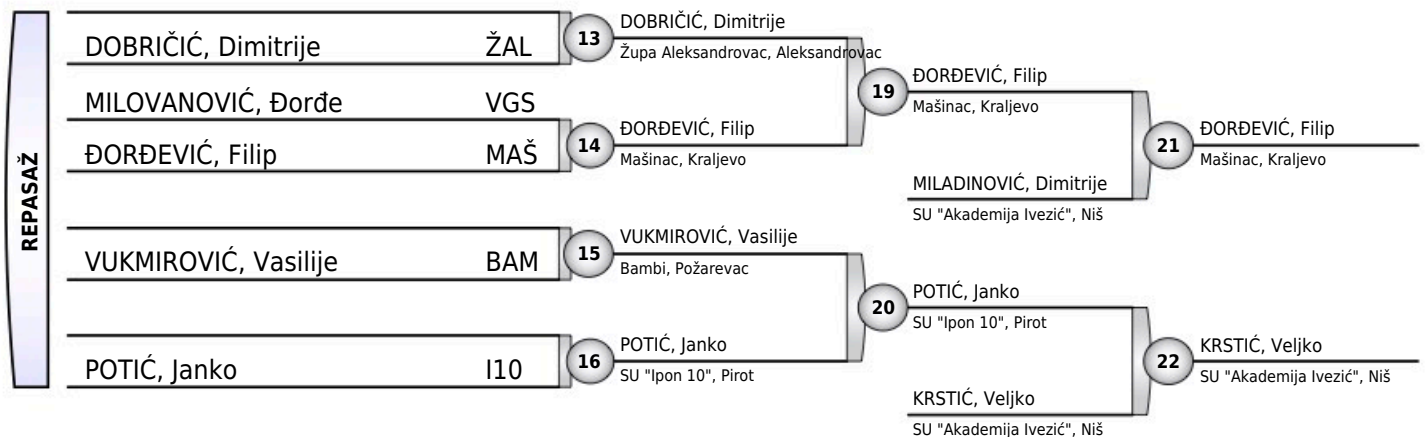 REPASAŽ
DOBRIČIĆ, Dimitrije ŽAL
MILOVANOVIĆ, Đorđe VGS
ĐORĐEVIĆ, Filip MAŠ
VUKMIROVIĆ, Vasilije BAM
POTIĆ, Janko I10
13
DOBRIČIĆ, Dimitrije
Župa Aleksandrovac, Aleksandrovac
14
ĐORĐEVIĆ, Filip
Mašinac, Kraljevo
15
VUKMIROVIĆ, Vasilije
Bambi, Požarevac
16
POTIĆ, Janko
SU "Ipon 10", Pirot
19
ĐORĐEVIĆ, Filip
Mašinac, Kraljevo
MILADINOVIĆ, Dimitrije
SU "Akademija Ivezić", Niš
20
POTIĆ, Janko
SU "Ipon 10", Pirot
KRSTIĆ, Veljko
SU "Akademija Ivezić", Niš
21
ĐORĐEVIĆ, Filip
Mašinac, Kraljevo
22
KRSTIĆ, Veljko
SU "Akademija Ivezić", Niš